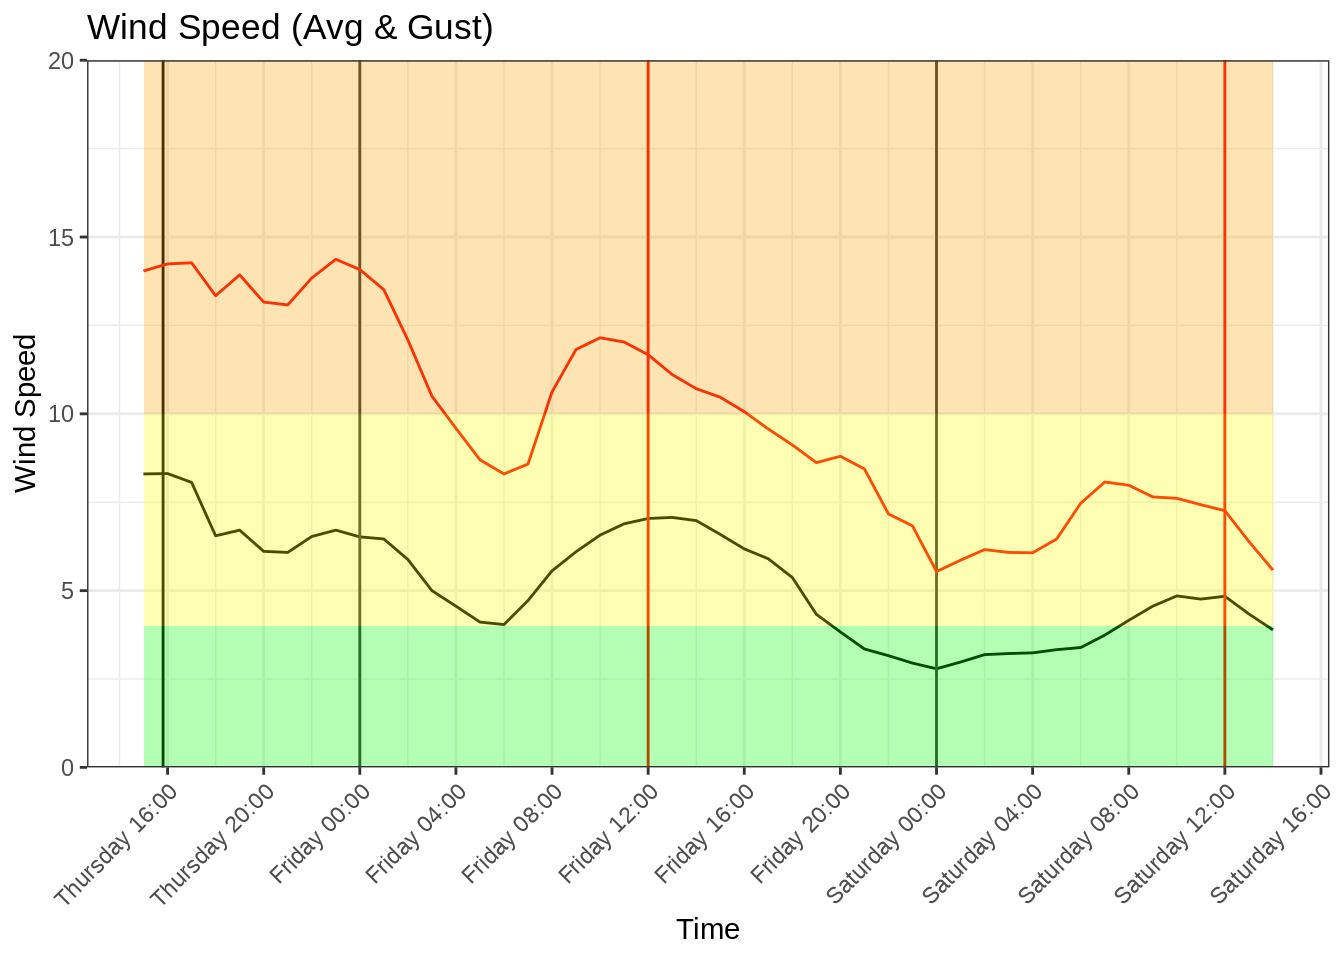 Wind Speed (Avg & Gust)
20
15
10
5
0
Wind Speed
Thursday 16:00
Thursday 20:00
Friday 00:00
Friday 04:00
Friday 08:00
Friday 12:00
Friday 16:00
Friday 20:00
Saturday 00:00
Saturday 04:00
Saturday 08:00
Saturday 12:00
Saturday 16:00
Time